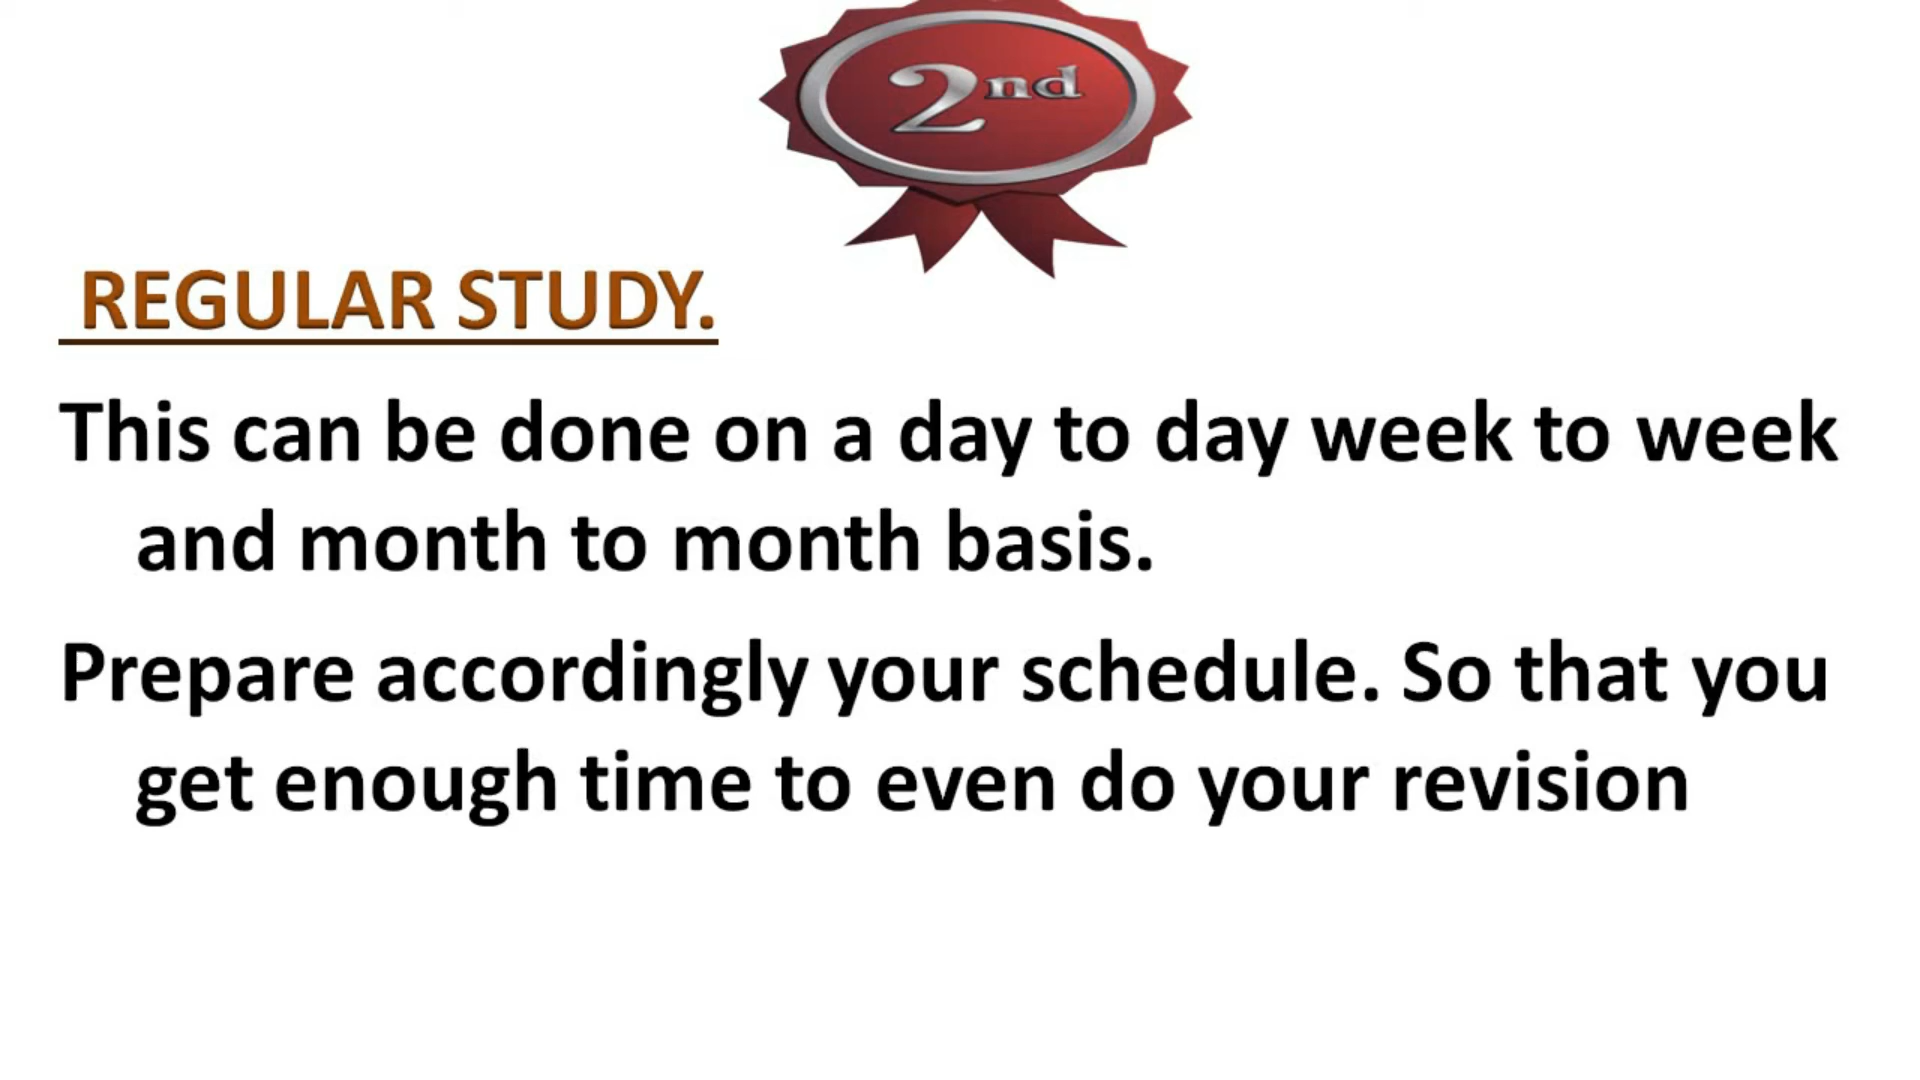 2nd
REGULAR STUDY.
This can be done on a day to day week to week
and month to month basis.
Prepare accordingly your schedule. So that you
get enough time to even do your revision